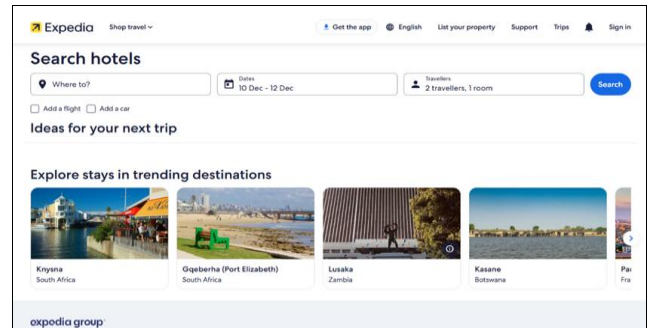 Expedia
Shop travel
Get the app
English
List your property
Support
Trips
Sign in
Search hotels
Where to?
Dates
10 Dec - 12 Dec
Travellers
2 travellers, 1 room
Search
Add a flight
Add a car
Ideas for your next trip
Explore stays in trending destinations
Knysna
South Africa
Gqeberha (Port Elizabeth)
South Africa
Lusaka
Zambia
Kasane
Botswana
expedia group